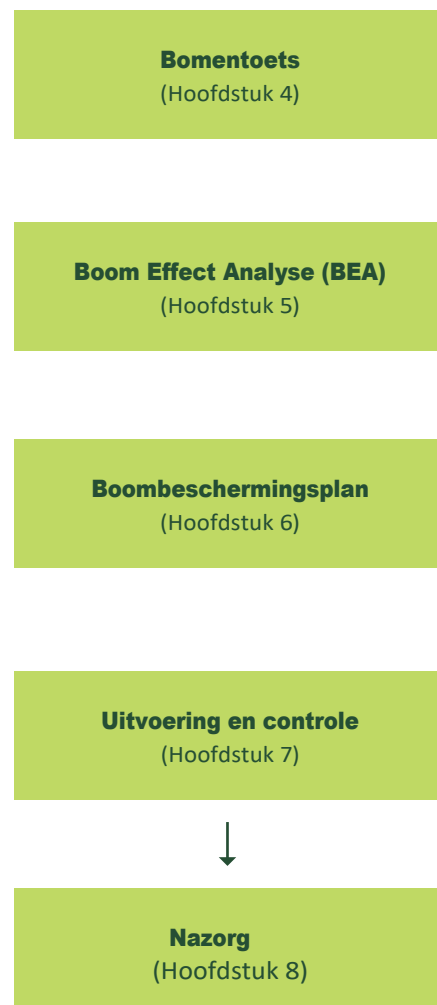 Bomentoets
(Hoofdstuk 4)
Boom Effect Analyse (BEA)
(Hoofdstuk 5)
Boombeschermingsplan
(Hoofdstuk 6)
Uitvoering en controle
(Hoofdstuk 7)
Nazorg
(Hoofdstuk 8)